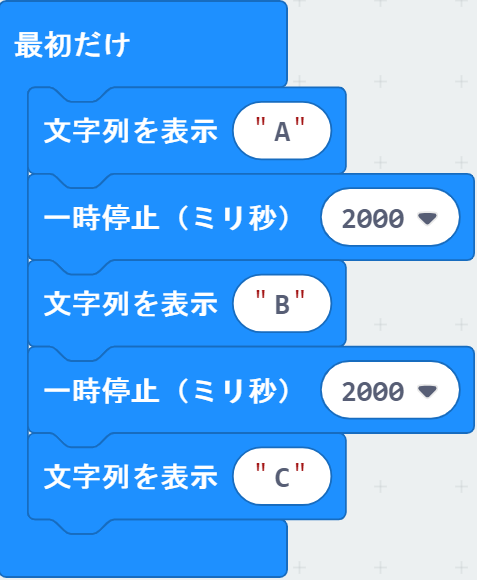 最初だけ
文字列を表示 "A"
一時停止（ミリ秒） 2000
文字列を表示 "B"
一時停止（ミリ秒） 2000
文字列を表示 "C"